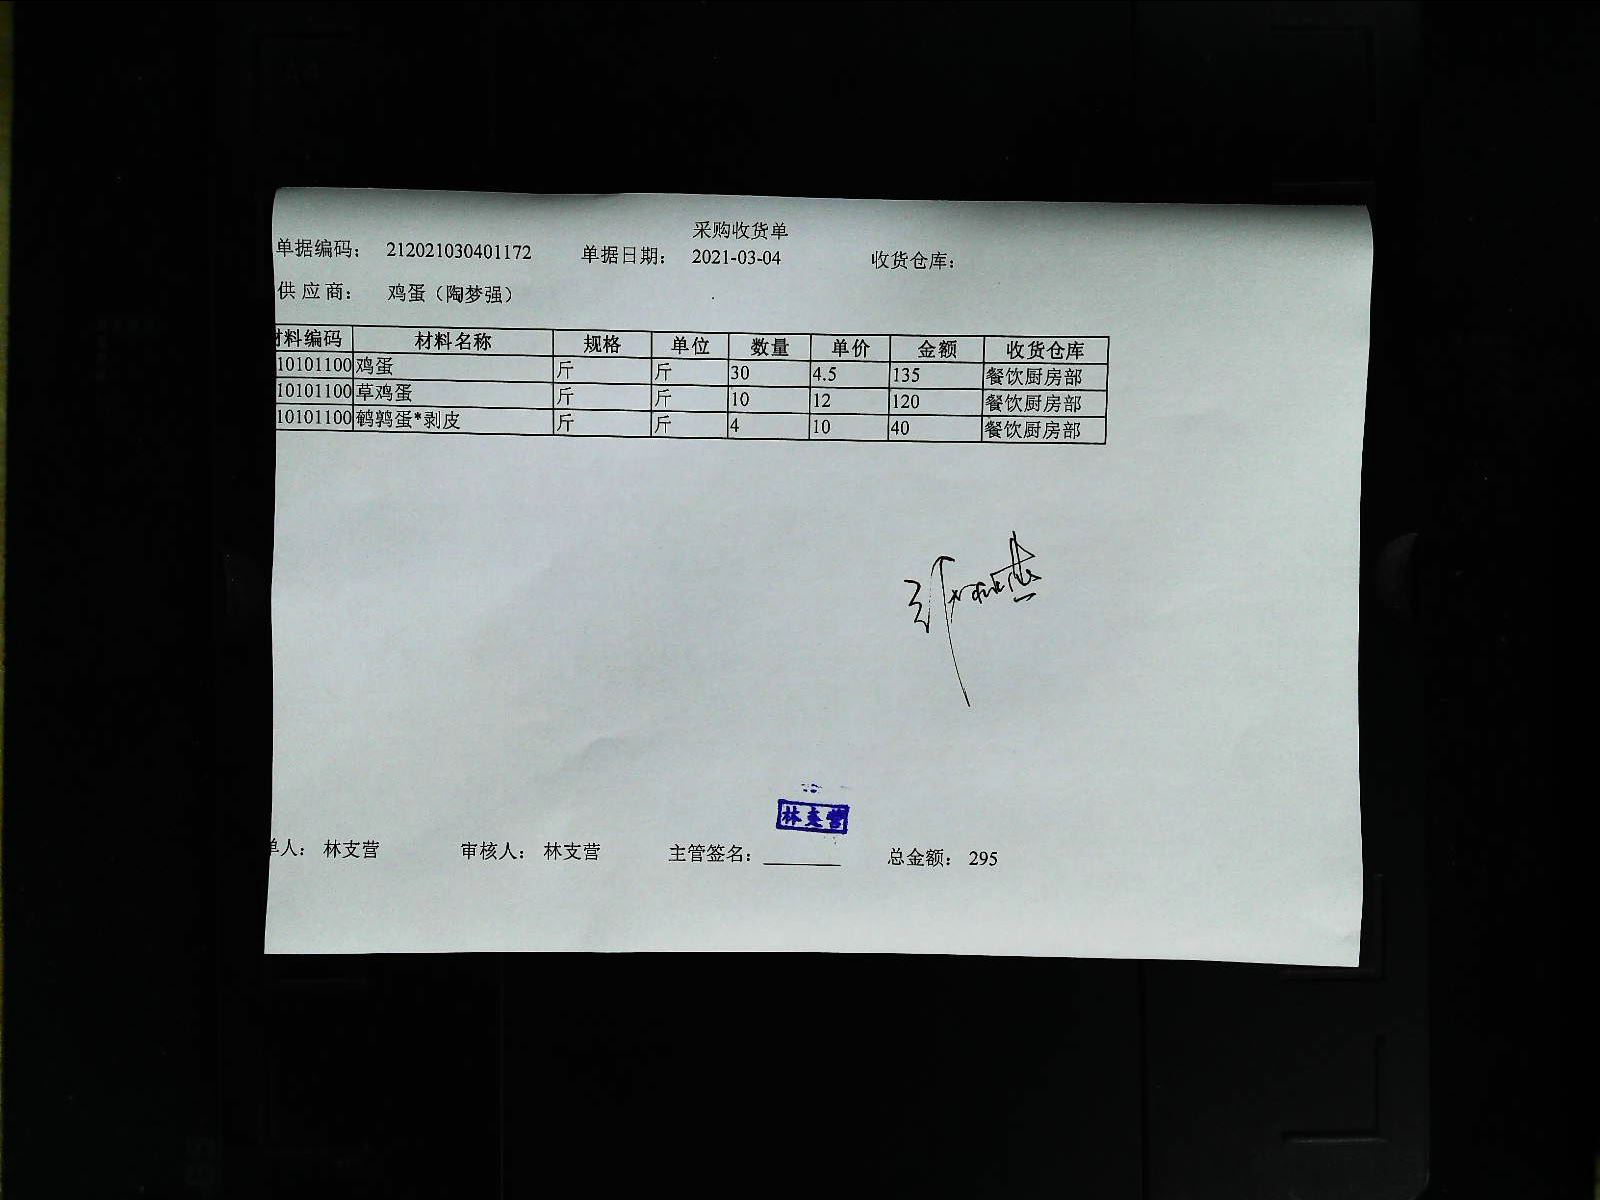 采购收货单
单据编码： 212021030401172 单据日期： 2021-03-04 收货仓库：
供应商： 鸡蛋（陶梦强）
材料编码 材料名称 规格 单位 数量 单价 金额 收货仓库
10101100 鸡蛋 斤 斤 30 4.5 135 餐饮厨房部
10101100 草鸡蛋 斤 斤 10 12 120 餐饮厨房部
10101100 鹌鹑蛋*剥皮 斤 斤 4 10 40 餐饮厨房部
林支营
单人： 林支营 审核人： 林支营 主管签名： 总金额： 295